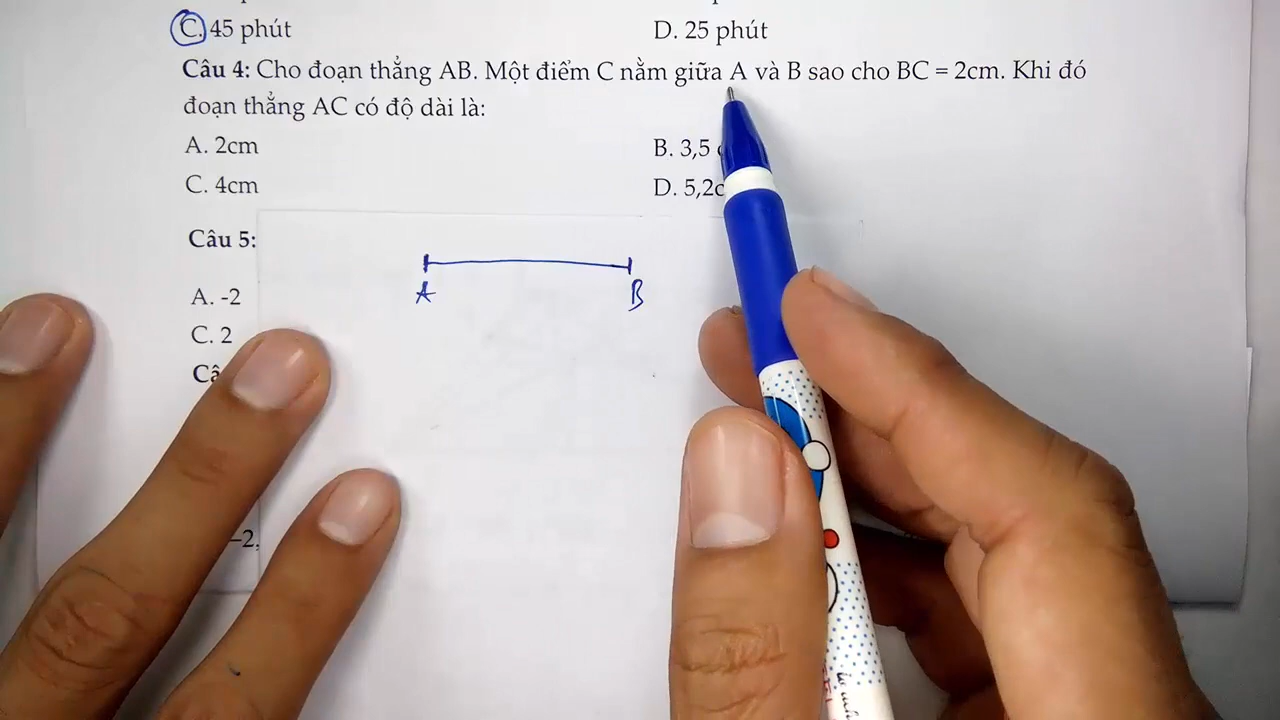 C. 45 phút
D. 25 phút
Câu 4: Cho đoạn thẳng AB. Một điểm C nằm giữa A và B sao cho BC = 2cm. Khi đó
đoạn thẳng AC có độ dài là:
A. 2cm
B. 3,5
C. 4cm
D. 5,2c
Câu 5:
A B
A. -2
C. 2
Câ
–2,